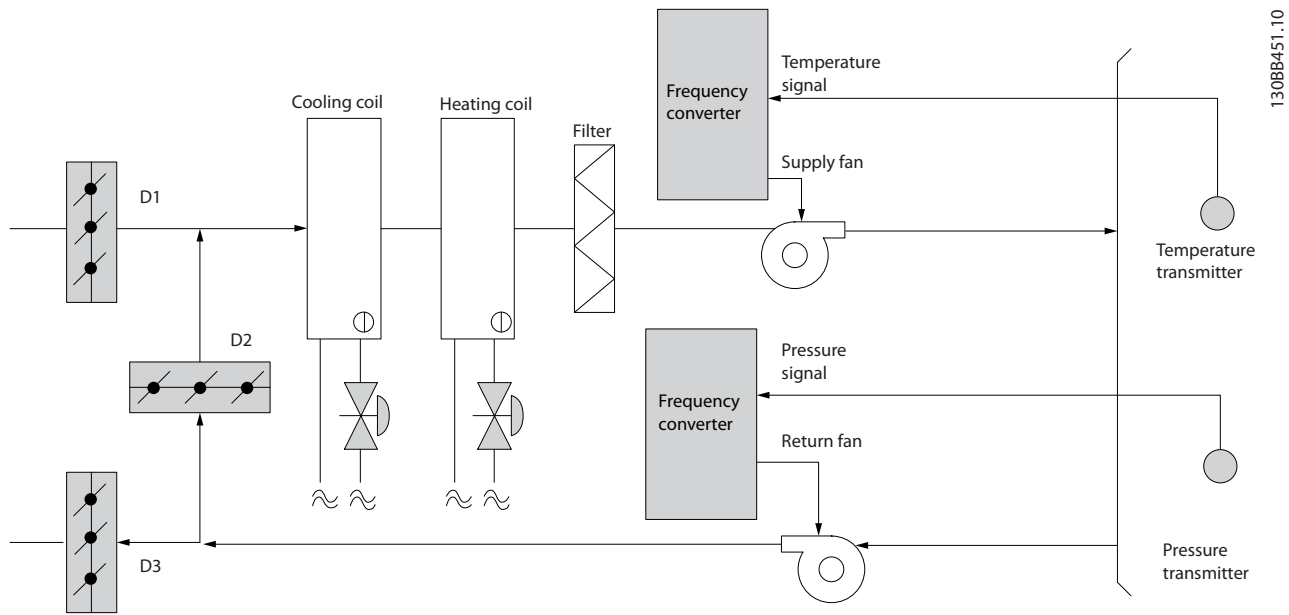 130BB451.10
Temperature
signal
Cooling coil
Heating coil
Frequency
converter
Filter
Supply fan
D1
Temperature
transmitter
D2
Pressure
signal
Frequency
converter
Return fan
D3
Pressure
transmitter